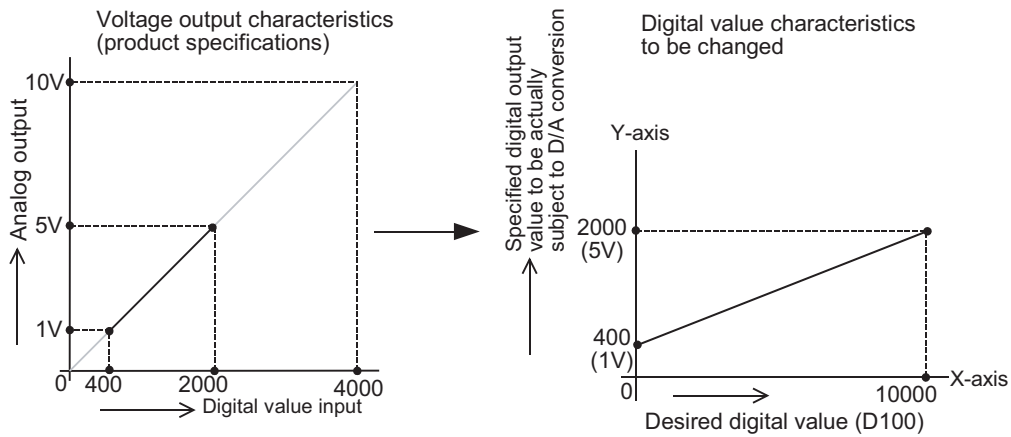 Voltage output characteristics
(product specifications)
10V
Analog output
5V
1V
0
400
2000
4000
Digital value input
Digital value characteristics
to be changed
Specified digital output
value to be actually
subject to D/A conversion
Y-axis
2000
(5V)
400
(1V)
0
10000
X-axis
Desired digital value (D100)